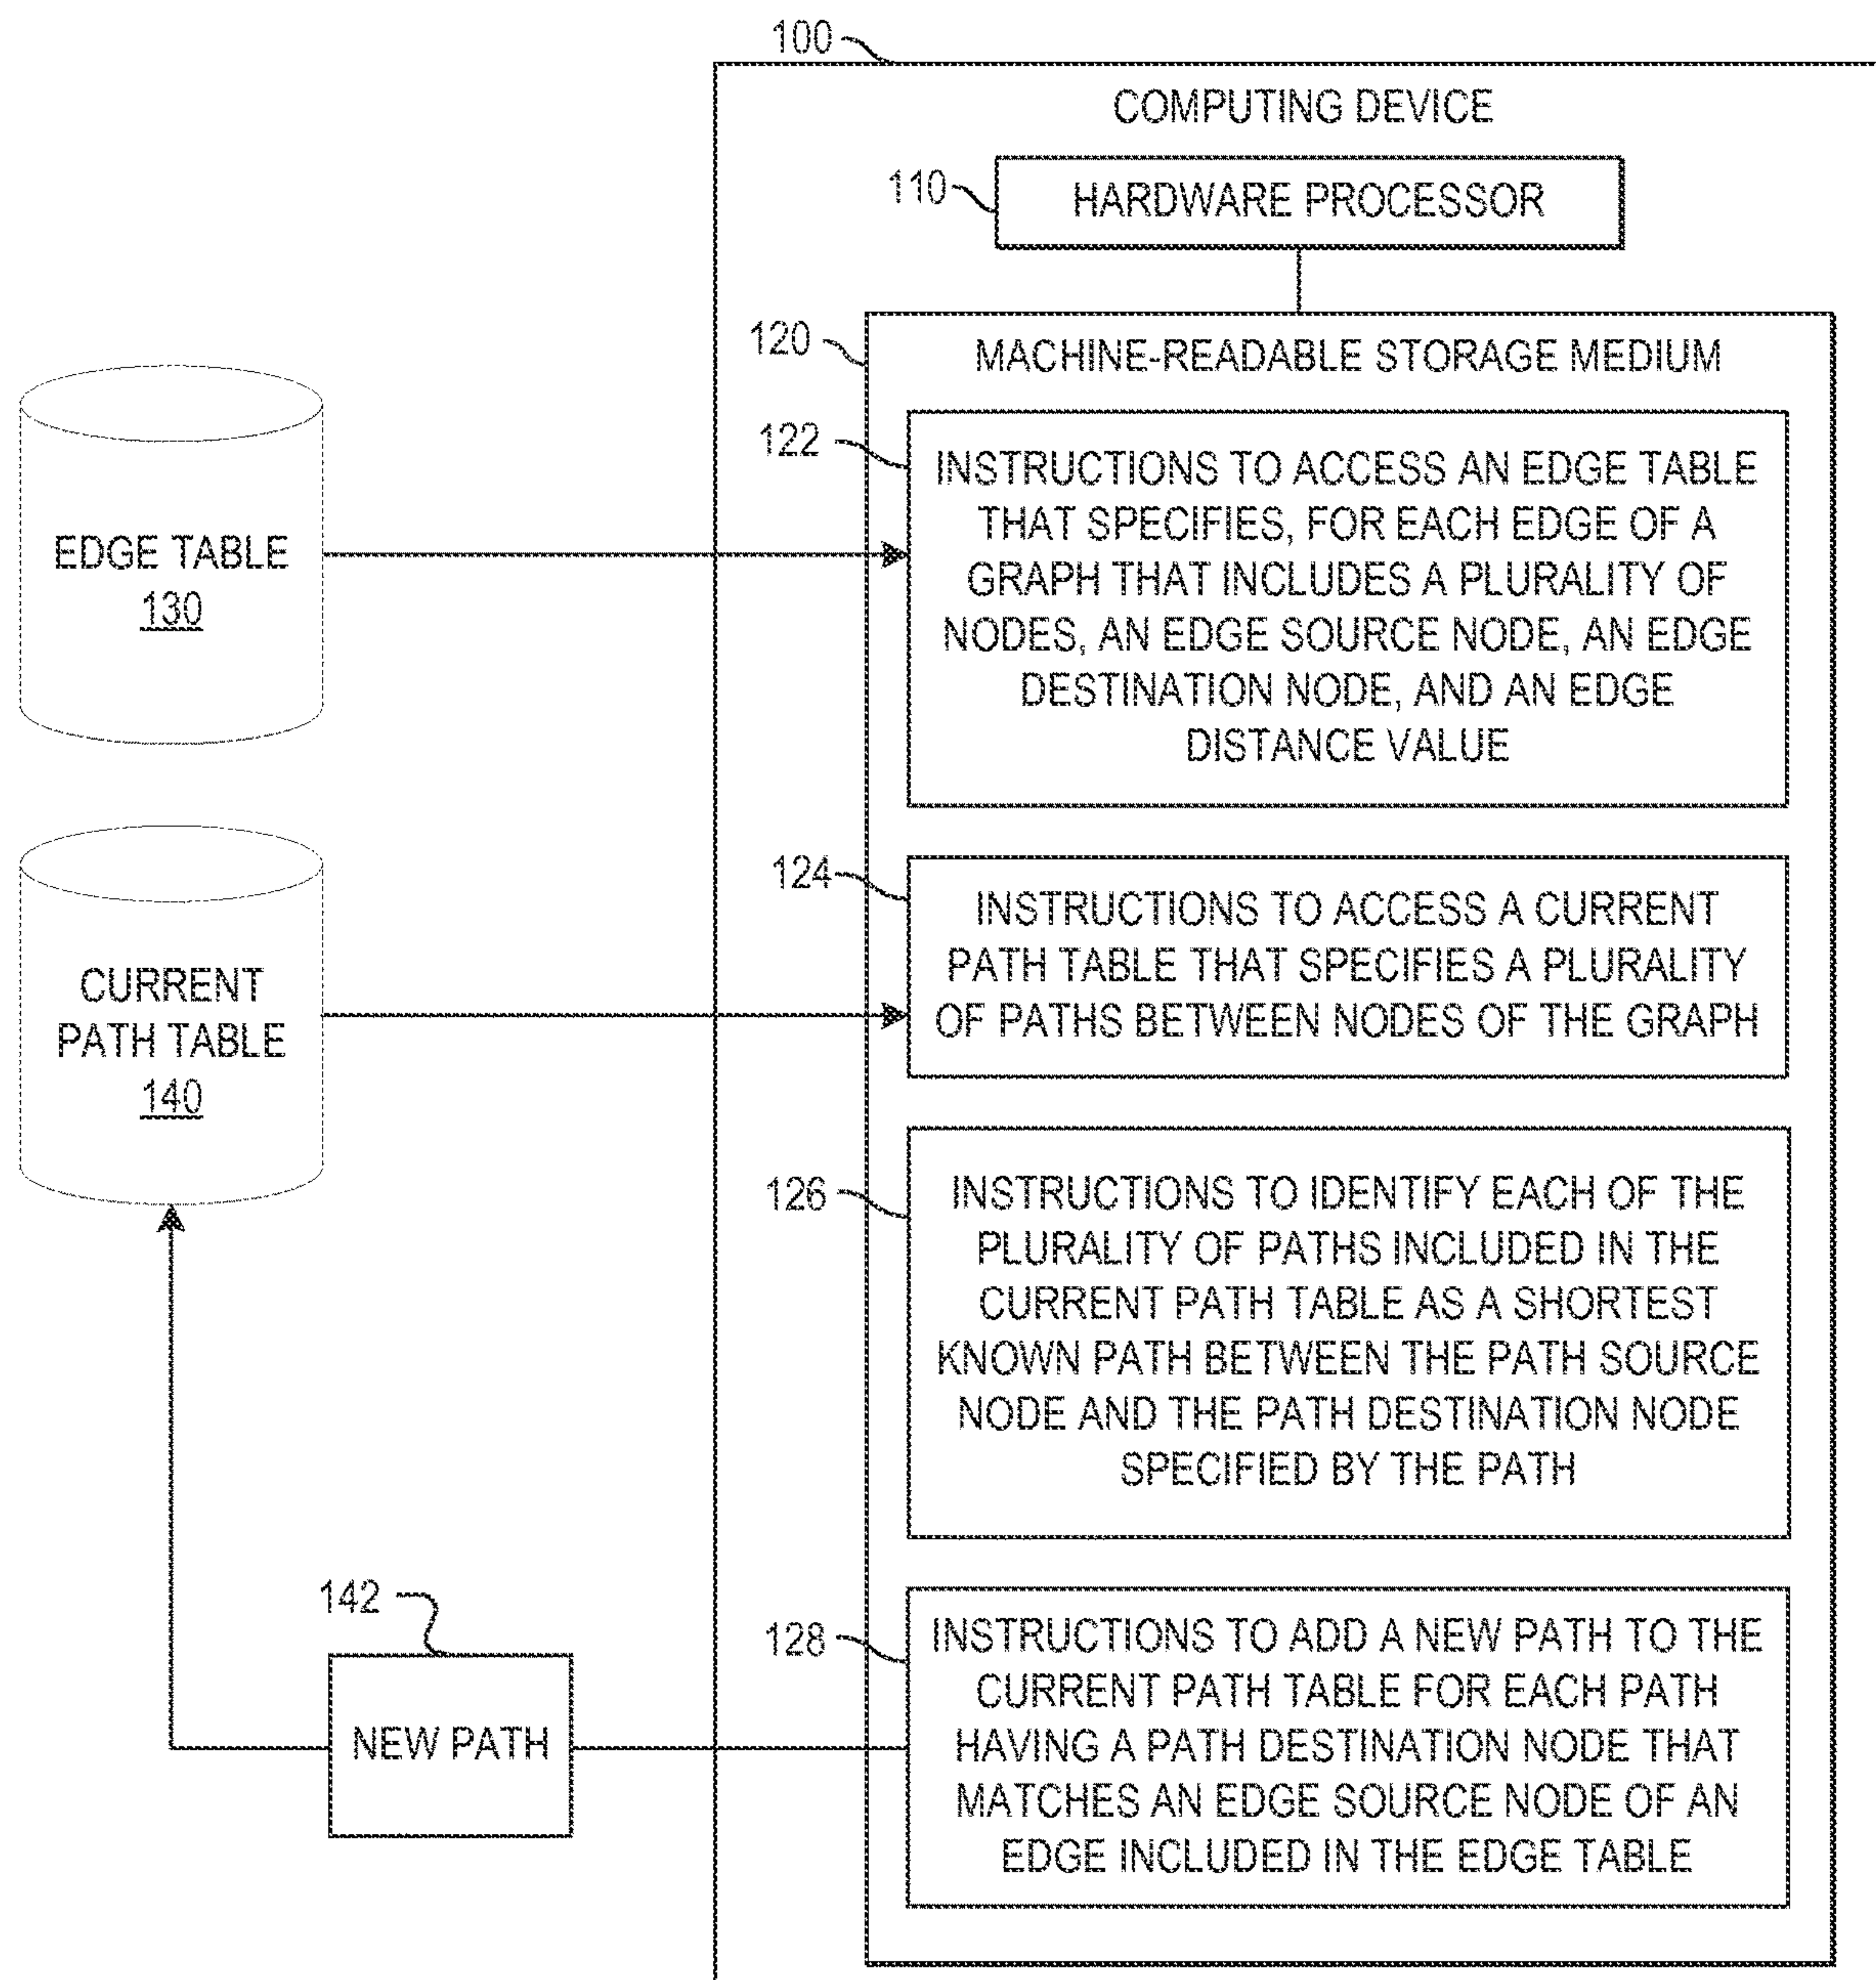 100
COMPUTING DEVICE
110
HARDWARE PROCESSOR
120
MACHINE-READABLE STORAGE MEDIUM
122
INSTRUCTIONS TO ACCESS AN EDGE TABLE
THAT SPECIFIES, FOR EACH EDGE OF A
GRAPH THAT INCLUDES A PLURALITY OF
NODES, AN EDGE SOURCE NODE, AN EDGE
DESTINATION NODE, AND AN EDGE
DISTANCE VALUE
EDGE TABLE
130
124
INSTRUCTIONS TO ACCESS A CURRENT
PATH TABLE THAT SPECIFIES A PLURALITY
OF PATHS BETWEEN NODES OF THE GRAPH
CURRENT
PATH TABLE
140
126
INSTRUCTIONS TO IDENTIFY EACH OF THE
PLURALITY OF PATHS INCLUDED IN THE
CURRENT PATH TABLE AS A SHORTEST
KNOWN PATH BETWEEN THE PATH SOURCE
NODE AND THE PATH DESTINATION NODE
SPECIFIED BY THE PATH
142
NEW PATH
128
INSTRUCTIONS TO ADD A NEW PATH TO THE
CURRENT PATH TABLE FOR EACH PATH
HAVING A PATH DESTINATION NODE THAT
MATCHES AN EDGE SOURCE NODE OF AN
EDGE INCLUDED IN THE EDGE TABLE